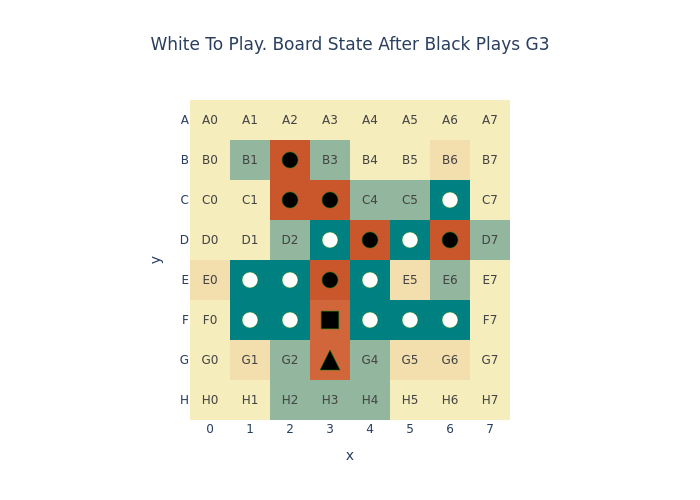 White To Play. Board State After Black Plays G3
A A0 A1 A2 A3 A4 A5 A6 A7
B B0 B1 B3 B4 B5 B6 B7
C C0 C1 C4 C5 C7
D D0 D1 D2 D7
E E0 E5 E6 E7
F F0 F7
G G0 G1 G2 G4 G5 G6 G7
H H0 H1 H2 H3 H4 H5 H6 H7
0 1 2 3 4 5 6 7
x
y